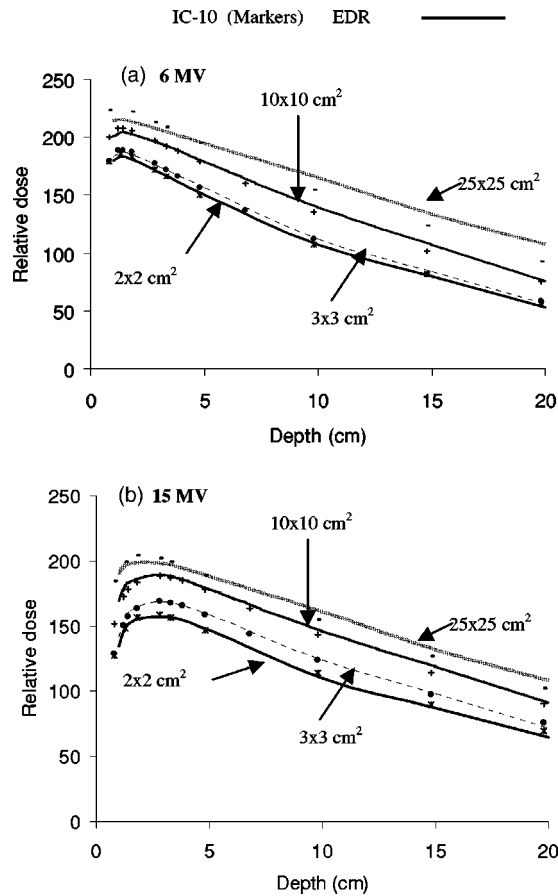 IC-10 (Markers) EDR
(a) 6 MV
250
200
150
100
50
0
Relative dose
10x10 cm²
25x25 cm²
2x2 cm²
3x3 cm²
0 5 10 15 20
Depth (cm)
(b) 15 MV
250
200
150
100
50
0
Relative dose
10x10 cm²
25x25 cm²
2x2 cm²
3x3 cm²
0 5 10 15 20
Depth (cm)